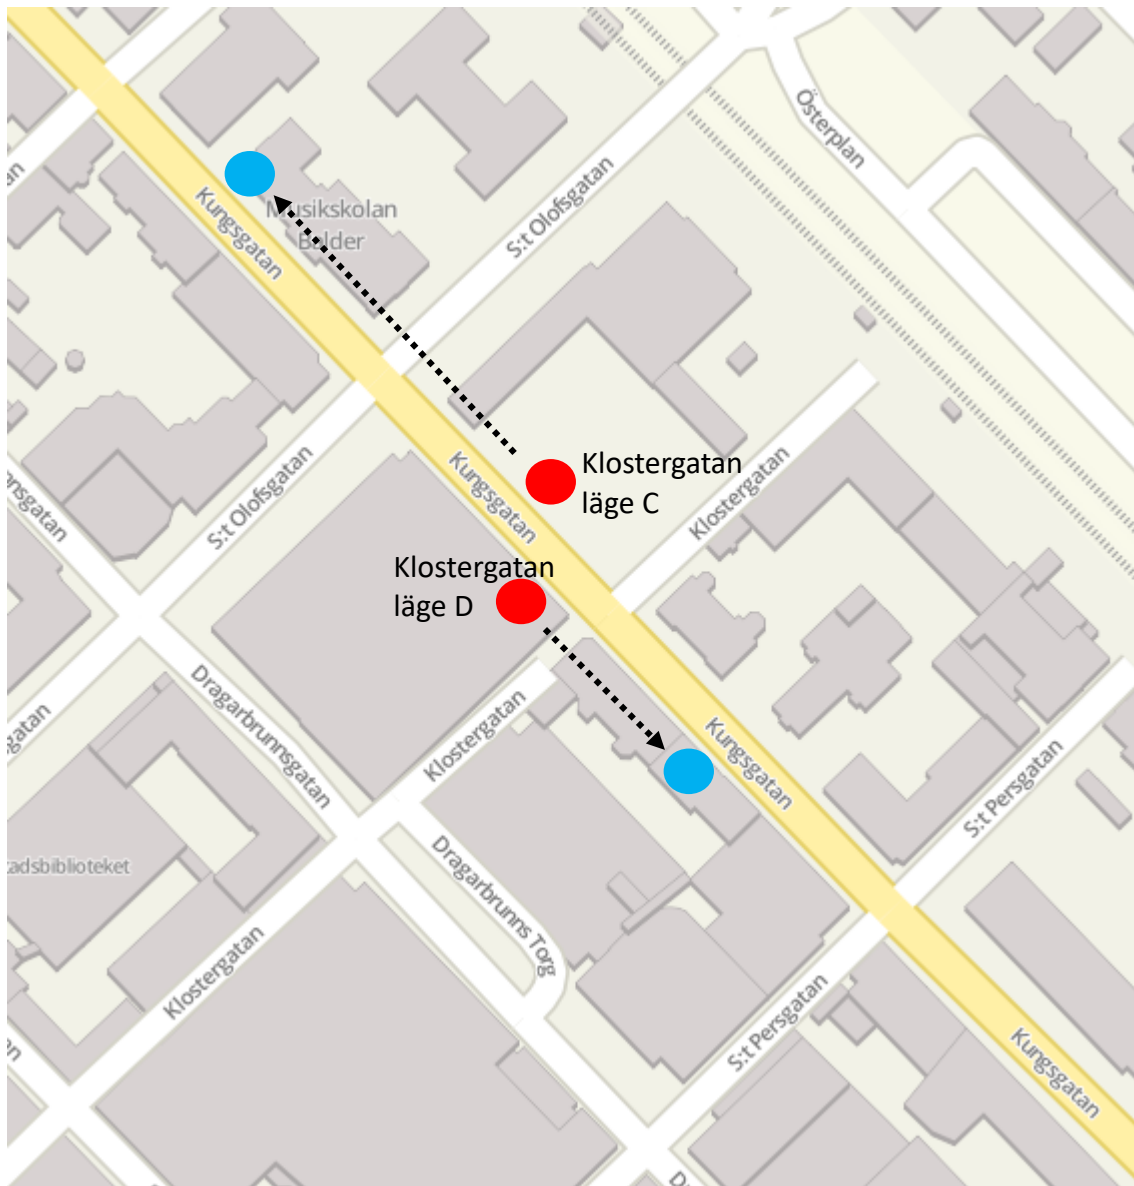 Österplan
S:t Olofsgatan
Kungsgatan
Musikskolan
Balder
Klostergatan
läge C
Kungsgatan
Klostergatan
S:t Olofsgatan
Klostergatan
läge D
Dragarbrunnsgatan
Klostergatan
Kungsgatan
S:t Persgatan
Dragarbrunns Torg
Klostergatan
S:t Persgatan
Kungsgatan